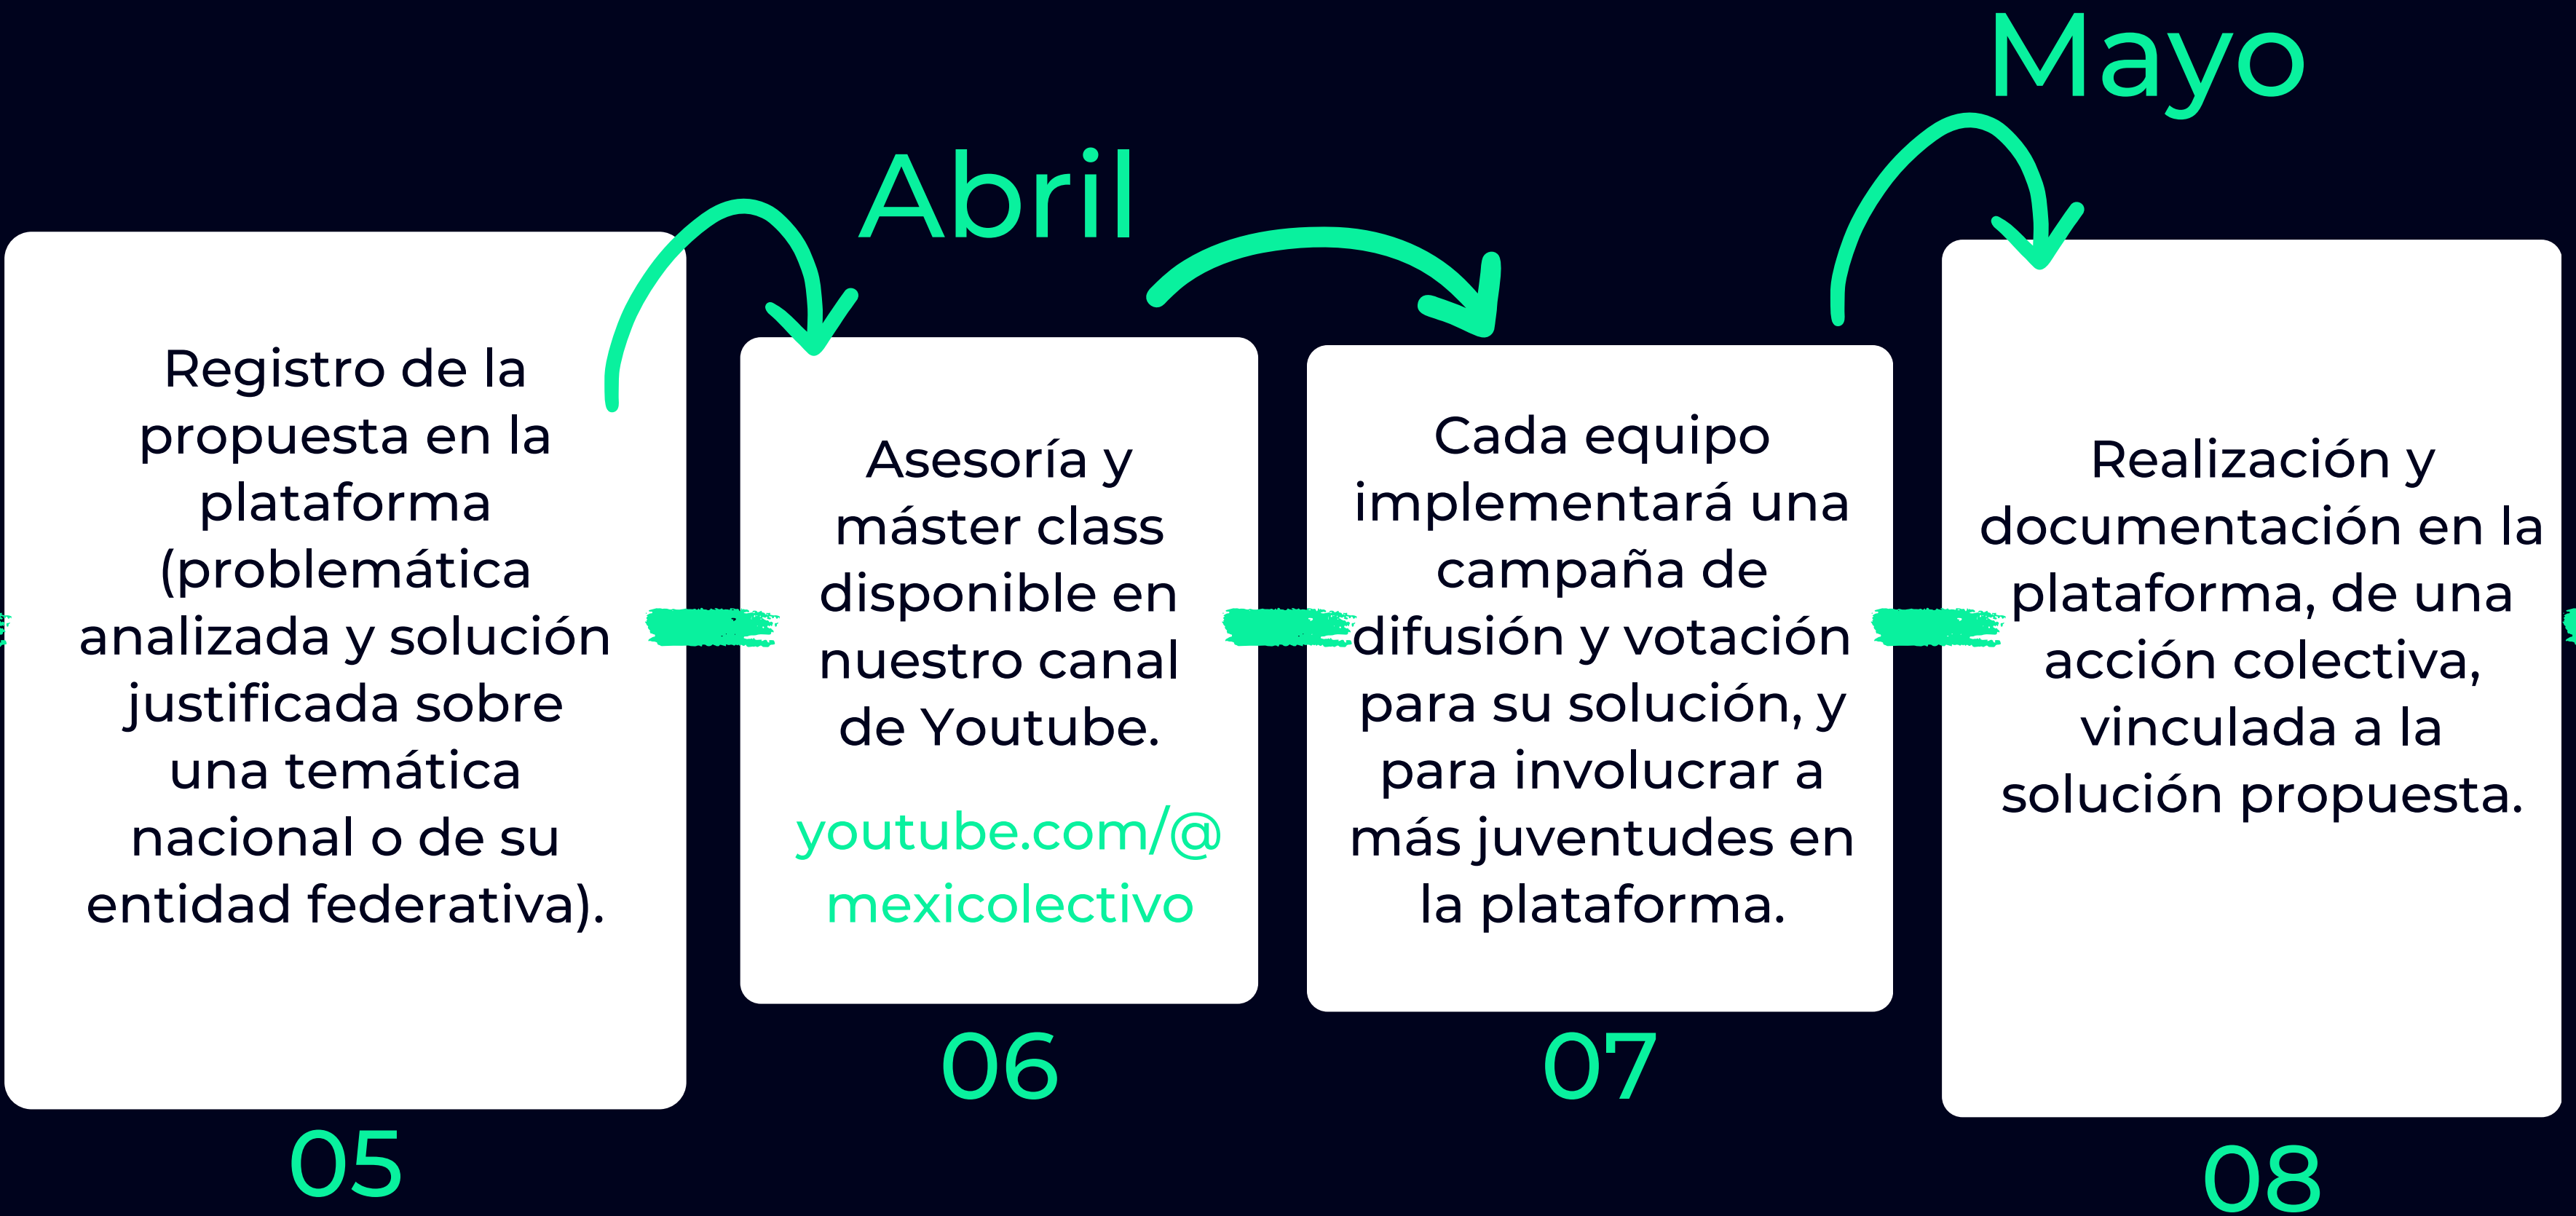 Mayo
Abril
Registro de la
propuesta en la
plataforma
(problemática
analizada y solución
justificada sobre
una temática
nacional o de su
entidad federativa).
05
Asesoría y
máster class
disponible en
nuestro canal
de Youtube.
youtube.com/@
mexicolectivo
06
Cada equipo
implementará una
campaña de
difusión y votación
para su solución, y
para involucrar a
más juventudes en
la plataforma.
07
Realización y
documentación en la
plataforma, de una
acción colectiva,
vinculada a la
solución propuesta.
08